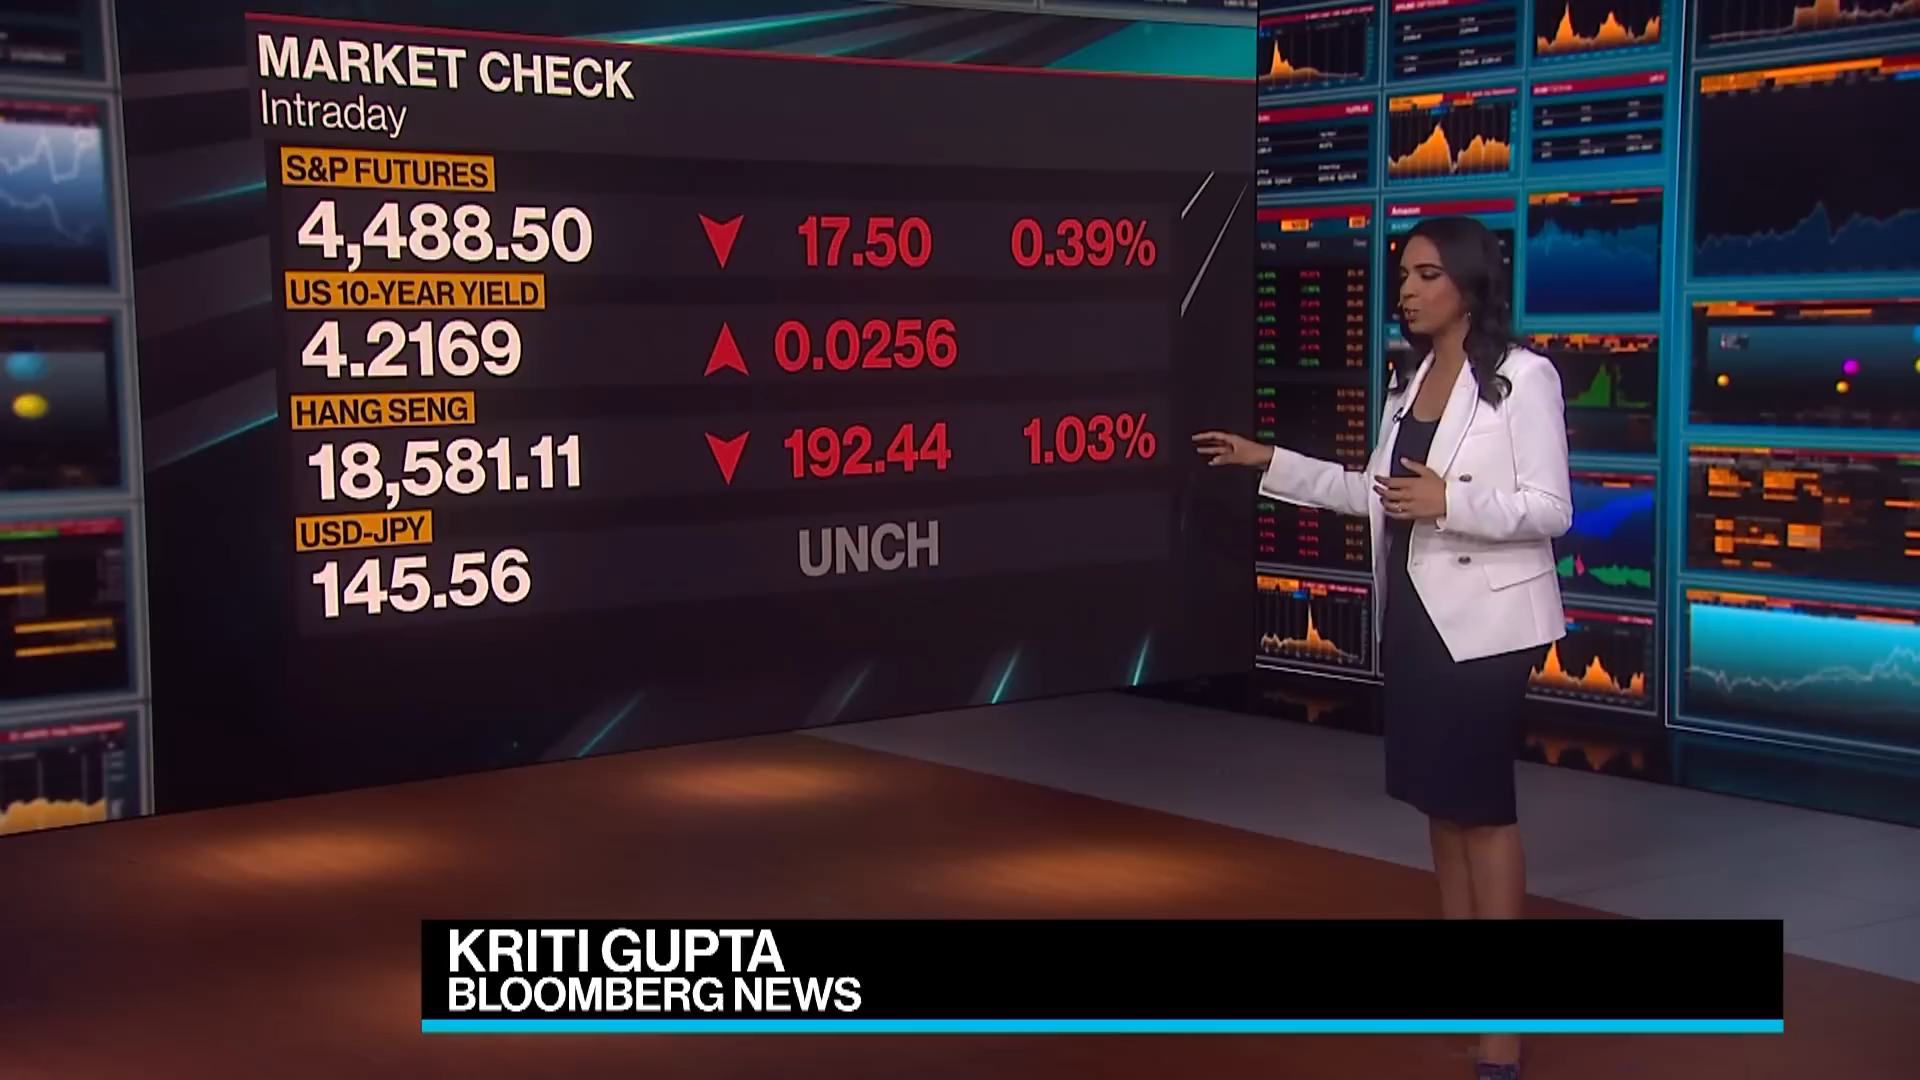 MARKET CHECK
Intraday
S&P FUTURES
4,488.50 17.50 0.39%
US 10-YEAR YIELD
4.2169 0.0256
HANG SENG
18,581.11 192.44 1.03%
USD-JPY
145.56 UNCH
Amazon
KRITI GUPTA
BLOOMBERG NEWS